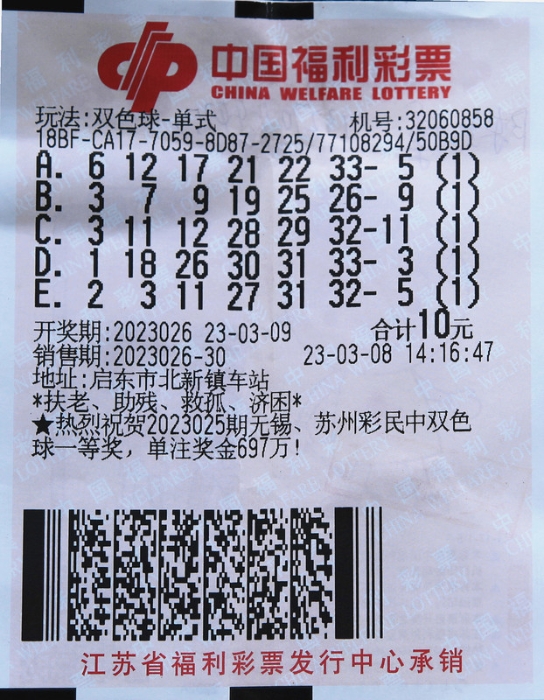 中国福利彩票
CHINA WELFARE LOTTERY
玩法:双色球-单式 机号:32060858
18BF-CA17-7059-8D87-2725/77108294/50B9D
A. 6 12 17 21 22 33- 5 (1)
B. 3 7 9 19 25 26- 9 (1)
C. 3 11 12 28 29 32-11 (1)
D. 1 18 26 30 31 33- 3 (1)
E. 2 3 11 27 31 32- 5 (1)
开奖期:2023026 23-03-09 合计10元
销售期:2023026-30 23-03-08 14:16:47
地址:启东市北新镇车站
*扶老、助残、救孤、济困*
★热烈祝贺2023025期无锡、苏州彩民中双色
球一等奖，单注奖金697万!
江苏省福利彩票发行中心承销